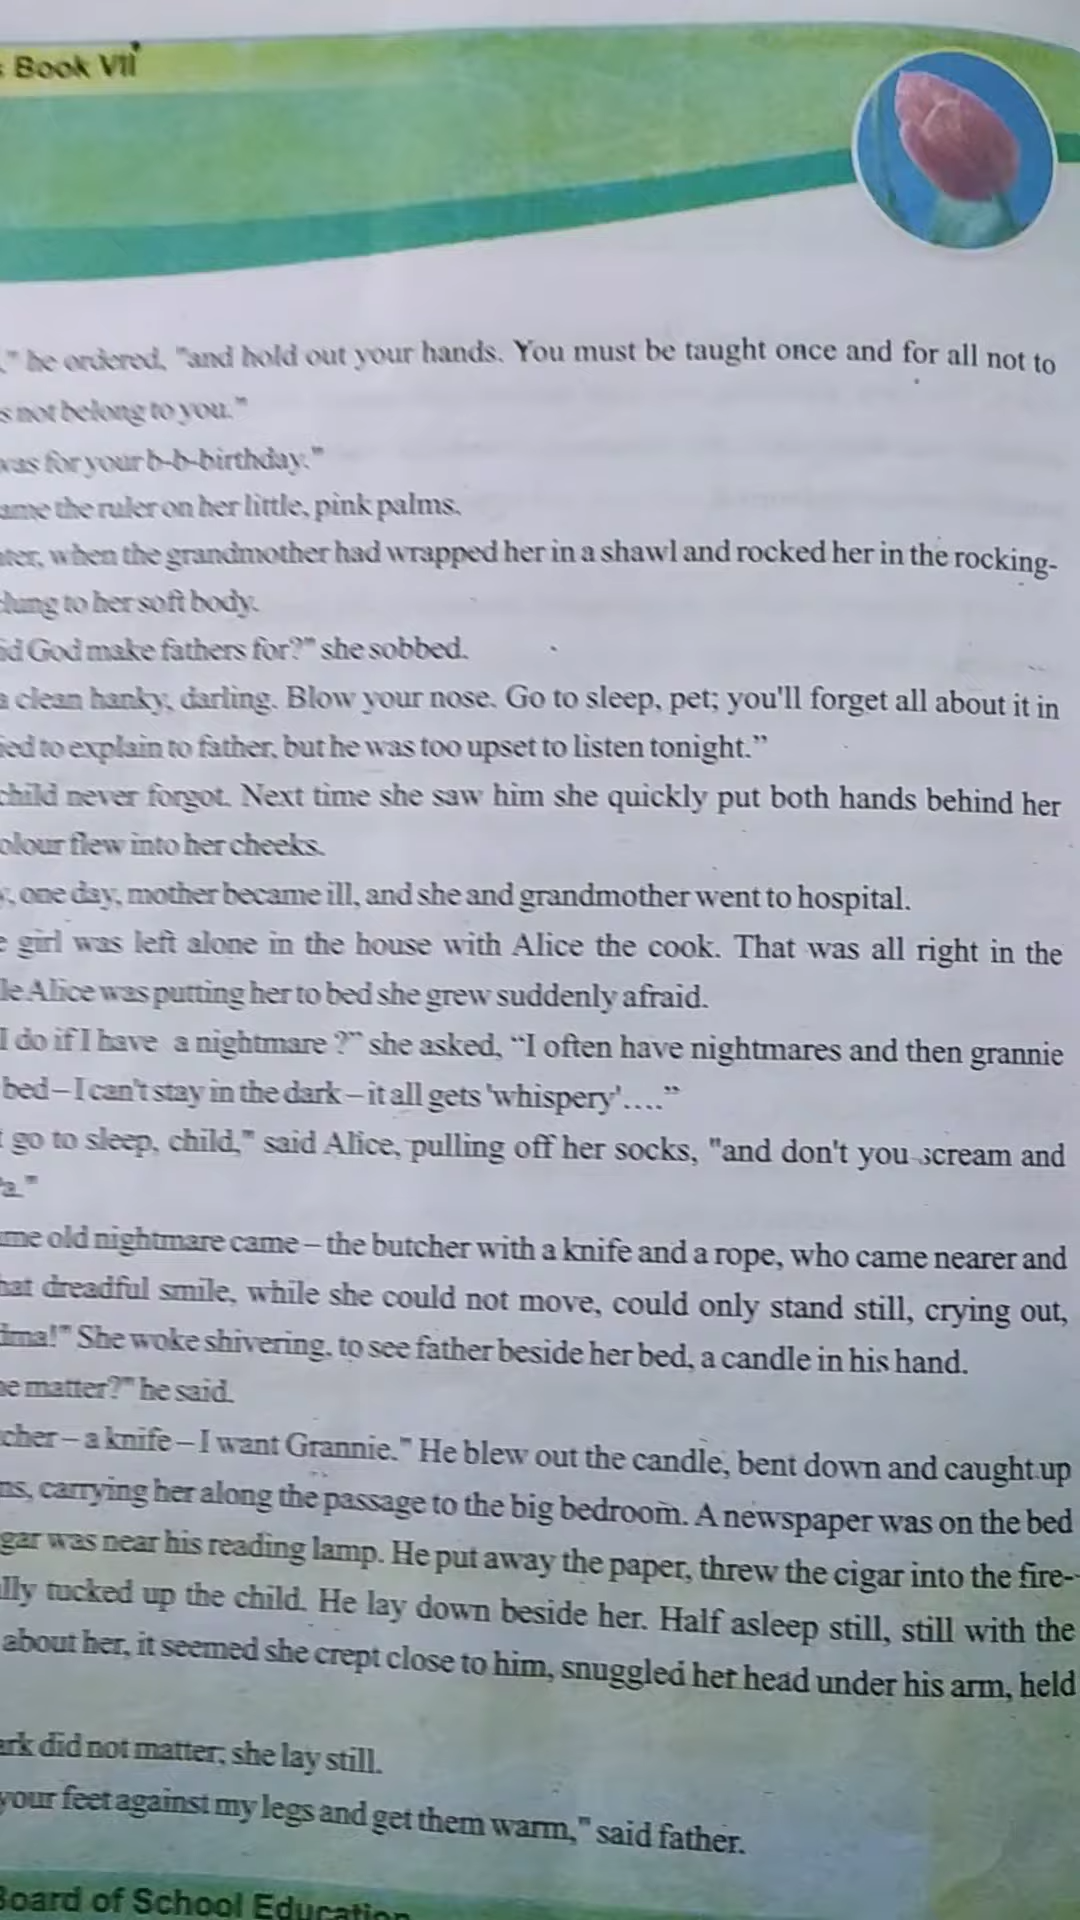 Book VII
" he ordered, "and hold out your hands. You must be taught once and for all not to
not belong to you."
was for your b-b-birthday."
the ruler on her little, pink palms.
when the grandmother had wrapped her in a shawl and rocked her in the rocking-
to her soft body.
God make fathers for?" she sobbed.
a clean hanky, darling. Blow your nose. Go to sleep, pet; you'll forget all about it in
to explain to father, but he was too upset to listen tonight."
child never forgot. Next time she saw him she quickly put both hands behind her
flew into her cheeks.
, one day, mother became ill, and she and grandmother went to hospital.
girl was left alone in the house with Alice the cook. That was all right in the
Alice was putting her to bed she grew suddenly afraid.
I do if I have a nightmare ?" she asked, "I often have nightmares and then grannie
bed – I can't stay in the dark – it all gets 'whispery'...."
go to sleep, child," said Alice, pulling off her socks, "and don't you scream and
old nightmare came – the butcher with a knife and a rope, who came nearer and
dreadful smile, while she could not move, could only stand still, crying out,
She woke shivering, to see father beside her bed, a candle in his hand.
matter?" he said.
– a knife – I want Grannie." He blew out the candle, bent down and caught up
carrying her along the passage to the big bedroom. A newspaper was on the bed
was near his reading lamp. He put away the paper, threw the cigar into the fire-
tucked up the child. He lay down beside her. Half asleep still, still with the
about her, it seemed she crept close to him, snuggled her head under his arm, held
did not matter; she lay still.
your feet against my legs and get them warm," said father.
Board of School Education